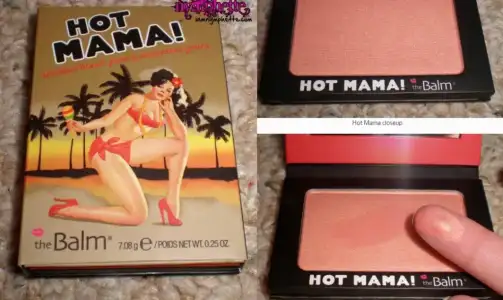 HOT
MAMA!
theBalm®
7.08 g e / POIDS NET WT. 0.25 OZ.
HOT MAMA! theBalm®
Hot Mama closeup
HOT MAMA! theBalm®